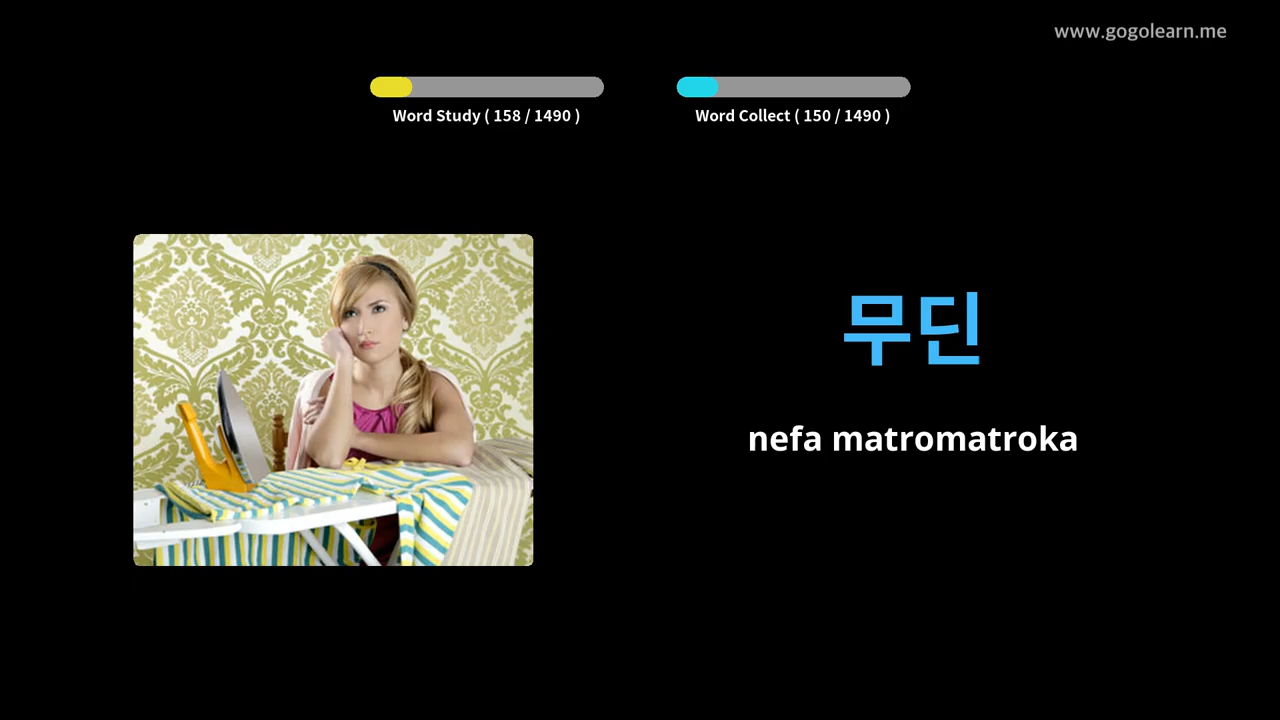 www.gogolearn.me
Word Study ( 158 / 1490 )
Word Collect ( 150 / 1490 )
무딘
nefa matromatroka